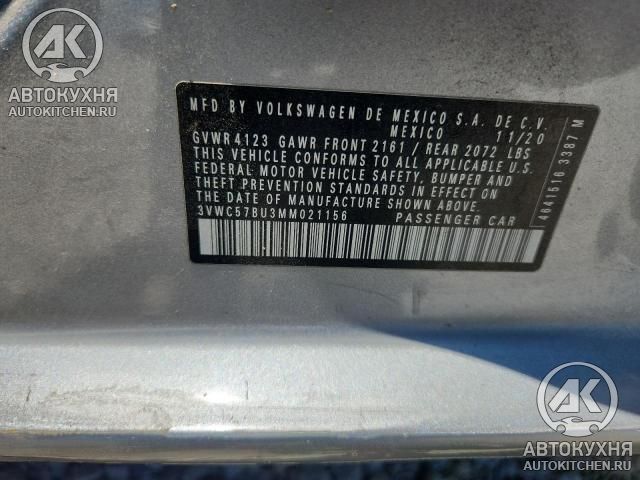 AK
АВТОКУХНЯ
AUTOKITCHEN.RU
MFD BY VOLKSWAGEN DE MEXICO S.A. DE C.V.
MEXICO 11/20
GVWR 4123 GAWR FRONT 2161 / REAR 2072 LBS
THIS VEHICLE CONFORMS TO ALL APPLICABLE U.S.
FEDERAL MOTOR VEHICLE SAFETY, BUMPER, AND
THEFT PREVENTION STANDARDS IN EFFECT ON
THE DATE OF MANUFACTURE SHOWN ABOVE.
3VWC57BU3MM021156 PASSENGER CAR
4641516 3387 M
AK
АВТОКУХНЯ
AUTOKITCHEN.RU